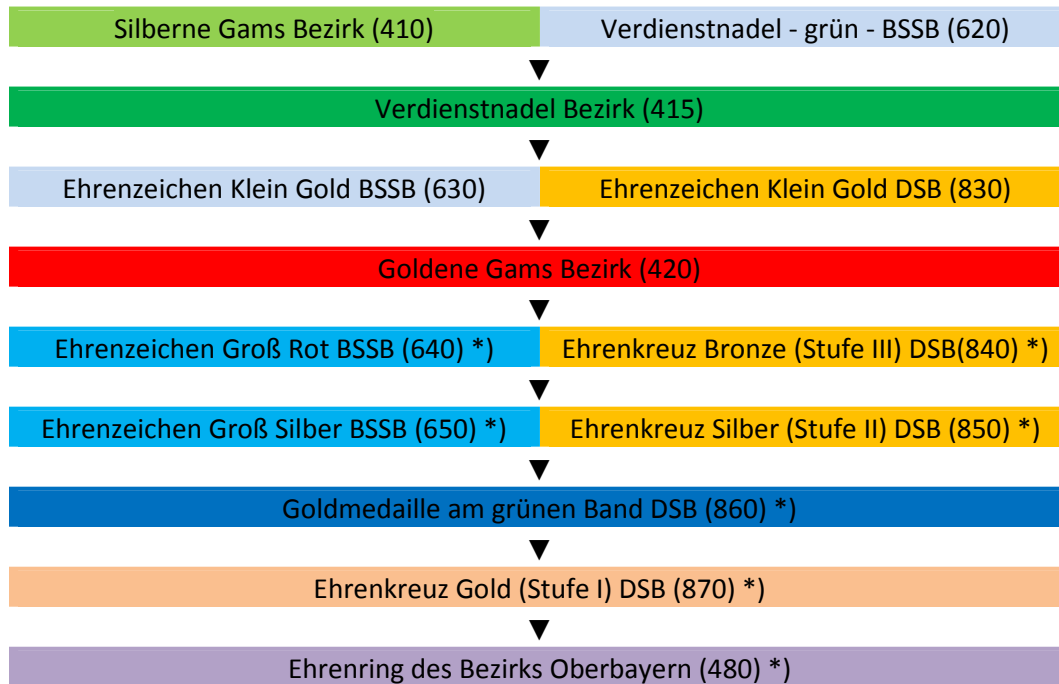 Silberne Gams Bezirk (410) Verdienstnadel - grün - BSSB (620)
▼
Verdienstnadel Bezirk (415)
▼
Ehrenzeichen Klein Gold BSSB (630) Ehrenzeichen Klein Gold DSB (830)
▼
Goldene Gams Bezirk (420)
▼
Ehrenzeichen Groß Rot BSSB (640) *) Ehrenkreuz Bronze (Stufe III) DSB(840) *)
▼
Ehrenzeichen Groß Silber BSSB (650) *) Ehrenkreuz Silber (Stufe II) DSB (850) *)
▼
Goldmedaille am grünen Band DSB (860) *)
▼
Ehrenkreuz Gold (Stufe I) DSB (870) *)
▼
Ehrenring des Bezirks Oberbayern (480) *)